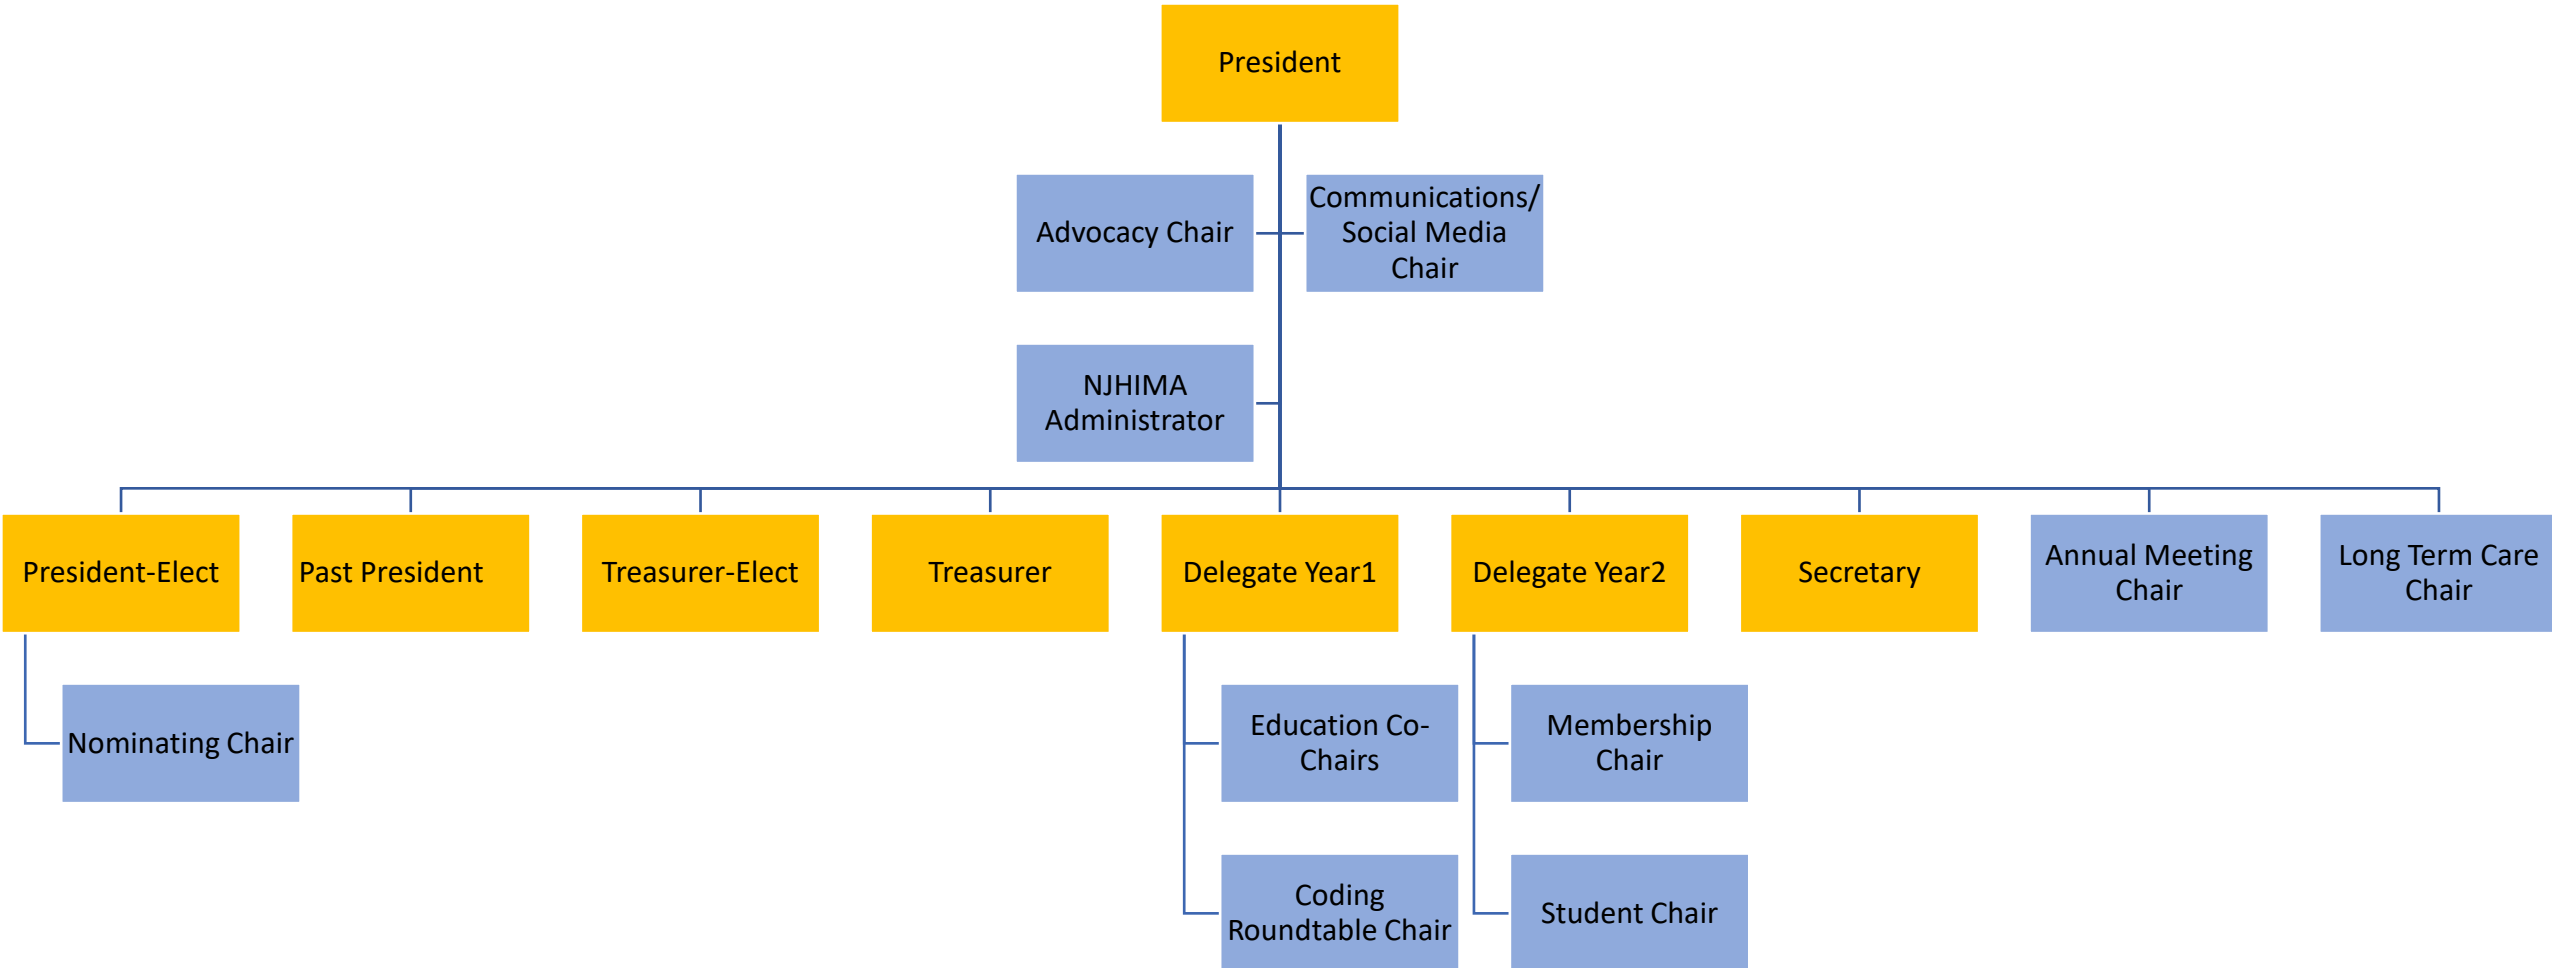 President
Advocacy Chair
Communications/
Social Media
Chair
NJHIMA
Administrator
President-Elect
Past President
Treasurer-Elect
Treasurer
Delegate Year1
Delegate Year2
Secretary
Annual Meeting
Chair
Long Term Care
Chair
Nominating Chair
Education Co-
Chairs
Membership
Chair
Coding
Roundtable Chair
Student Chair